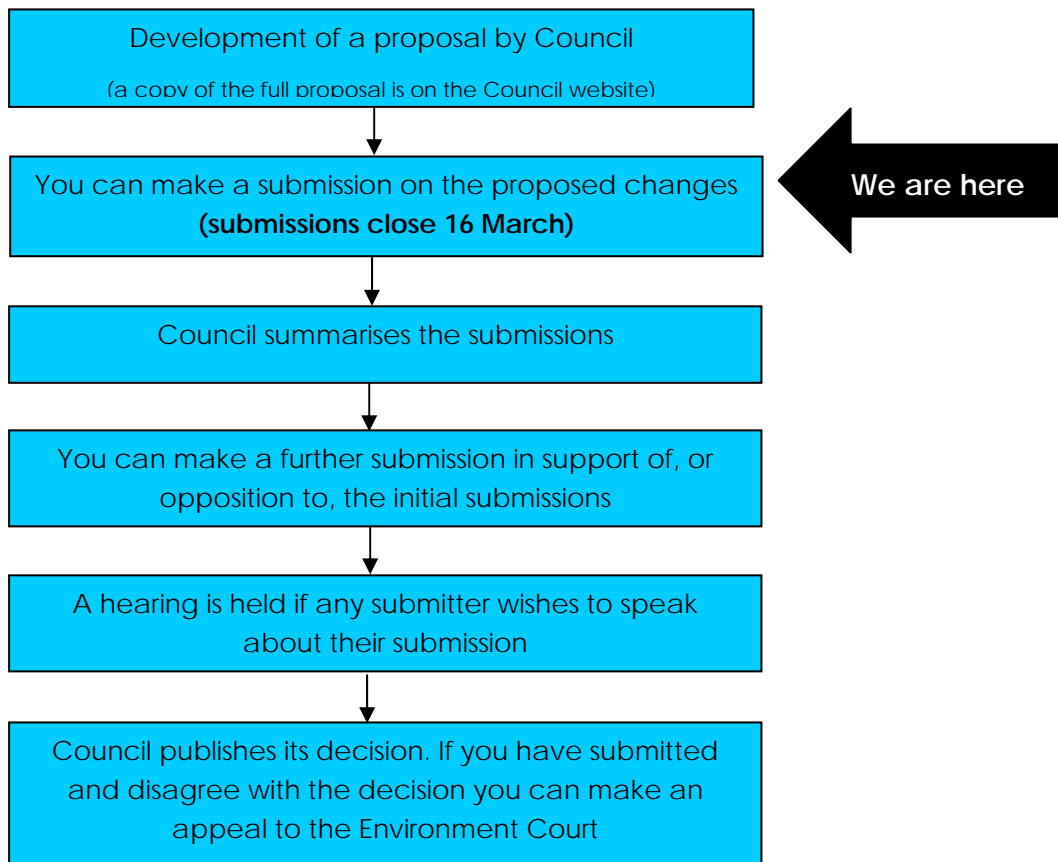 Development of a proposal by Council
(a copy of the full proposal is on the Council website)
You can make a submission on the proposed changes
(submissions close 16 March)
We are here
Council summarises the submissions
You can make a further submission in support of, or
opposition to, the initial submissions
A hearing is held if any submitter wishes to speak
about their submission
Council publishes its decision. If you have submitted
and disagree with the decision you can make an
appeal to the Environment Court